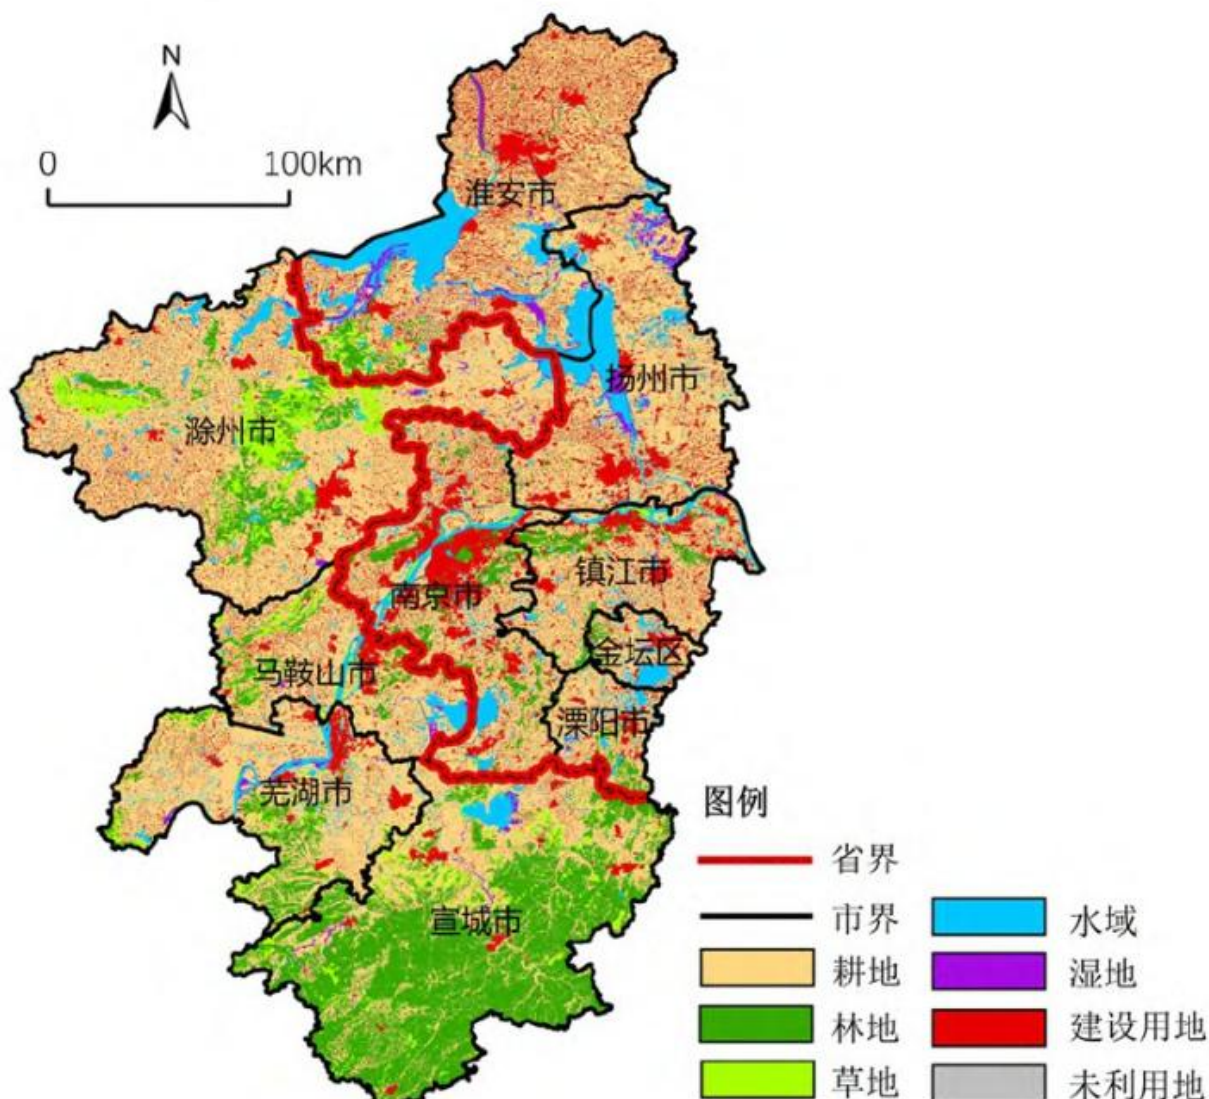 N
0 100km
淮安市
扬州市
滁州市
镇江市
南京市
金坛区
马鞍山市
溧阳市
芜湖市
宣城市
图例
省界
市界
水域
耕地
湿地
林地
建设用地
草地
未利用地